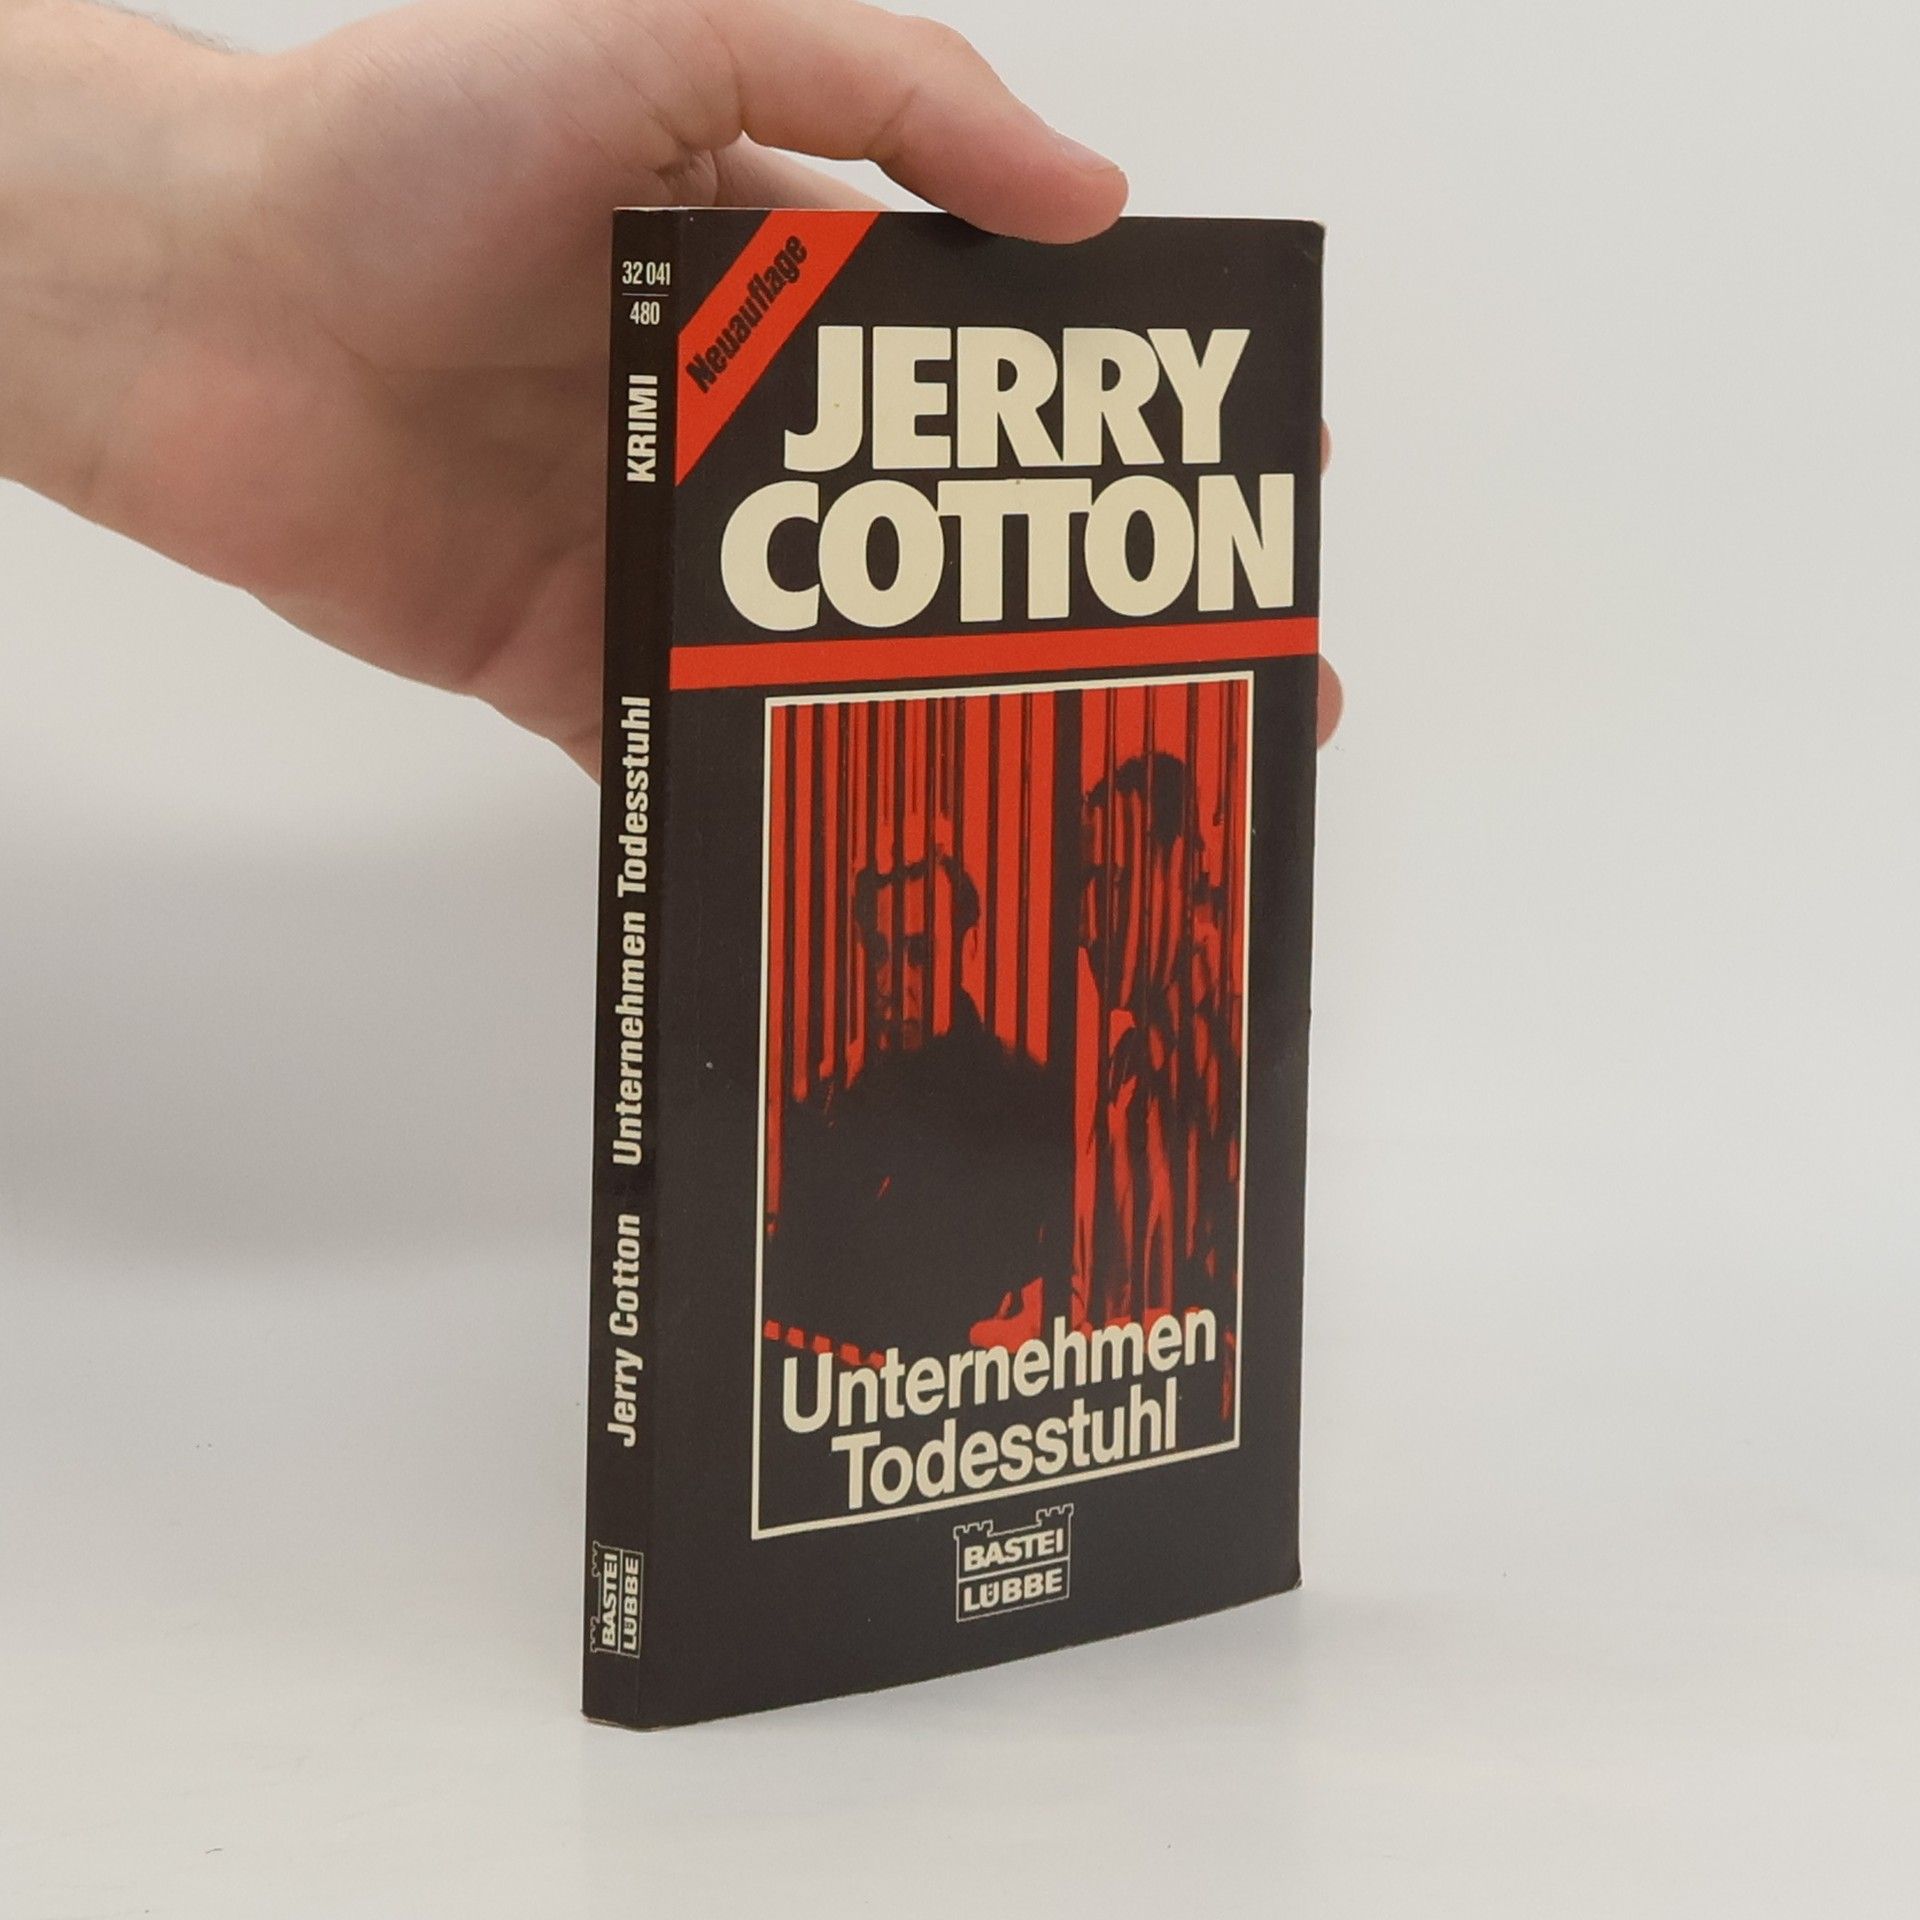 32 041
480
KRIMI
Jerry Cotton Unternehmen Todesstuhl
BASTEI
LÜBBE
Neuauflage
JERRY
COTTON
Unternehmen
Todesstuhl
BASTEI
LÜBBE